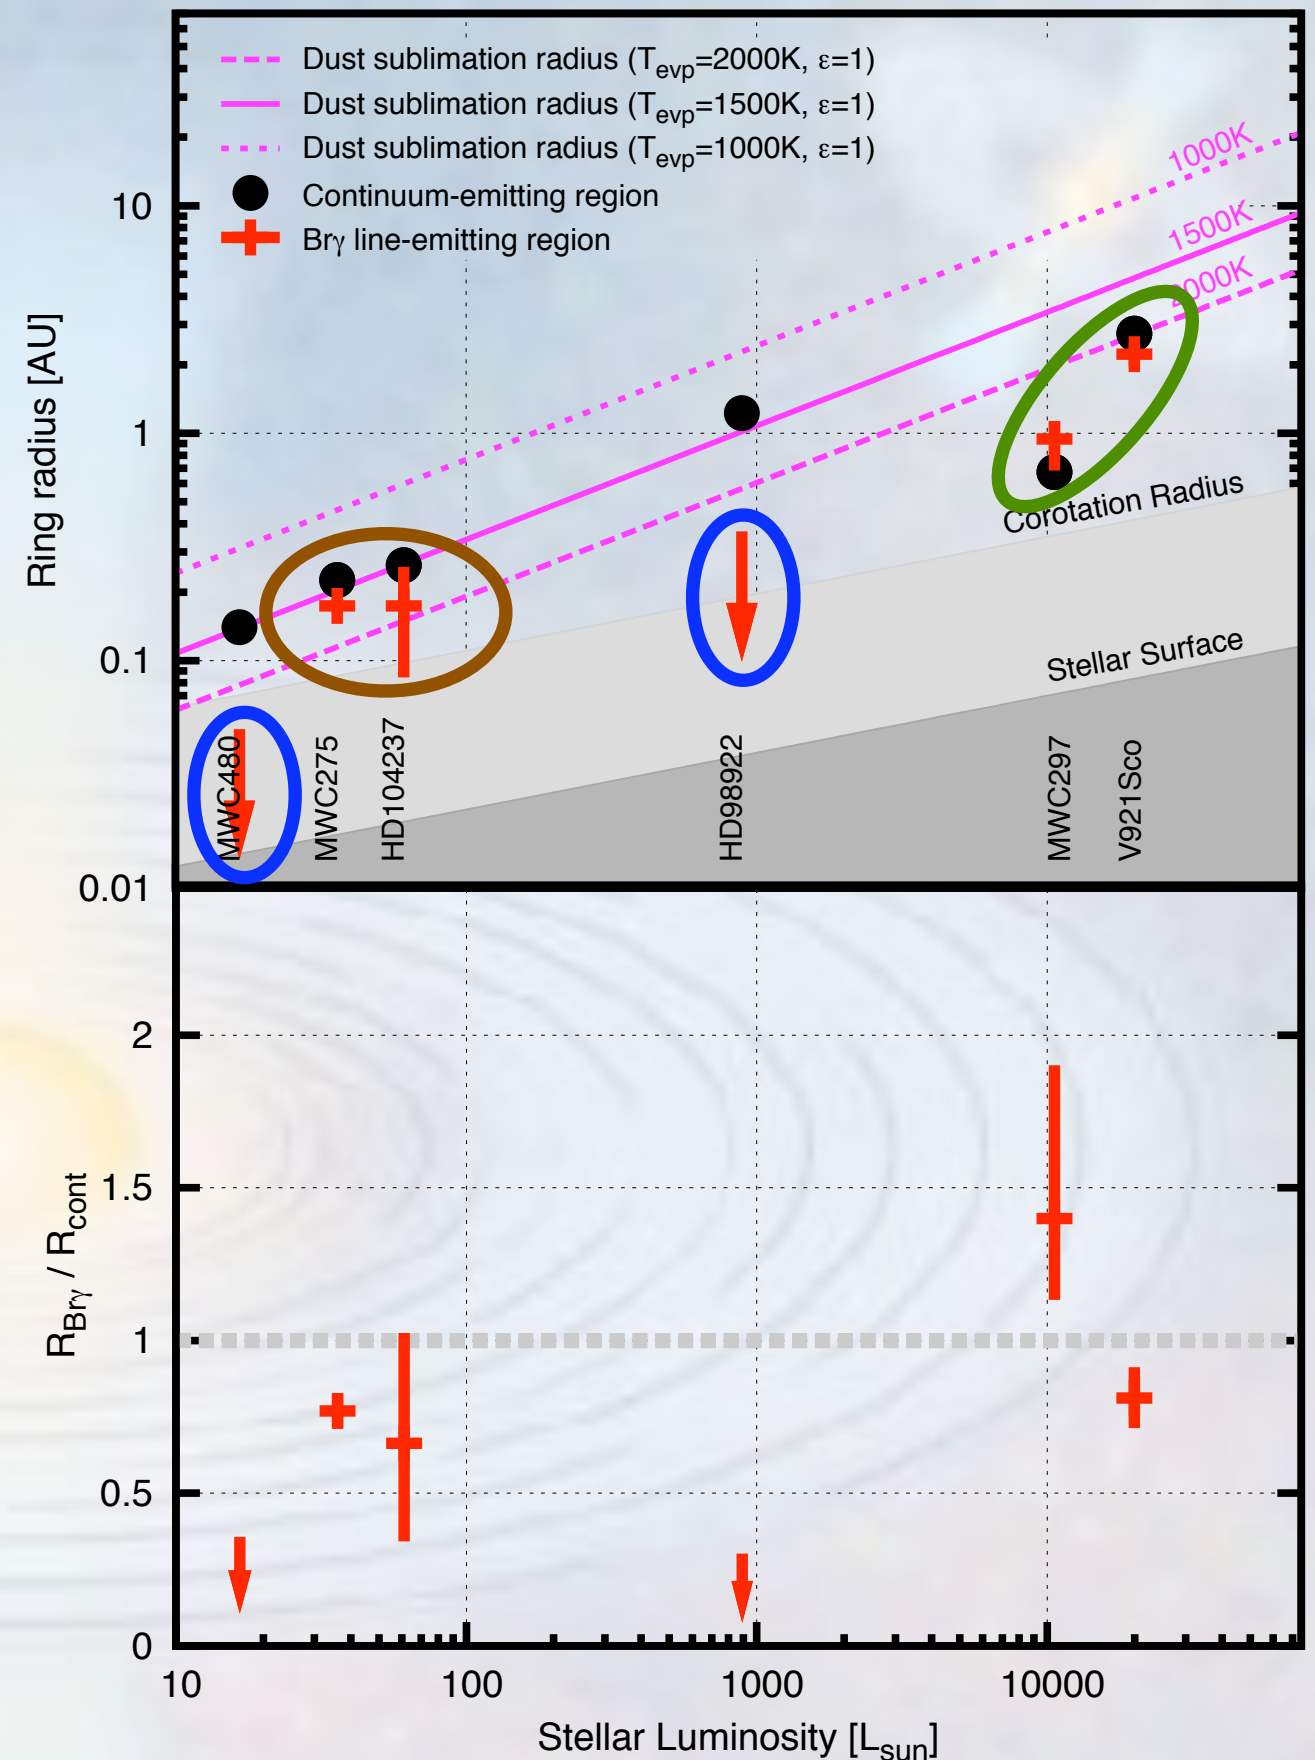 Dust sublimation radius (Tevp=2000K, ε=1)
Dust sublimation radius (Tevp=1500K, ε=1)
Dust sublimation radius (Tevp=1000K, ε=1)
Continuum-emitting region
Brγ line-emitting region
1000K
1500K
2000K
Ring radius [AU]
10
1
0.1
0.01
Corotation Radius
Stellar Surface
MWC480
MWC275
HD104237
HD98922
MWC297
V921Sco
RBrγ / Rcont
2
1.5
1
0.5
0
10
100
1000
10000
Stellar Luminosity [Lsun]